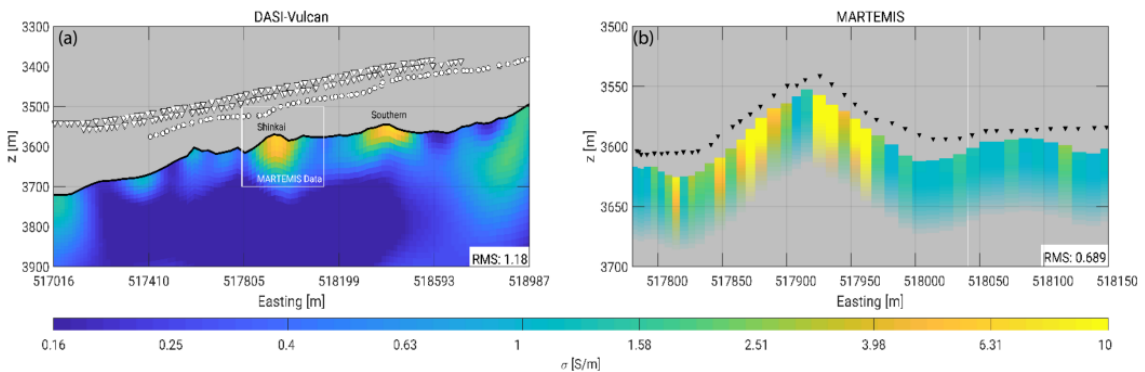 DASI-Vulcan
(a)
3300
3400
3500
3600
3700
3800
3900
z [m]
Shinkai
Southern
MARTEMIS Data
RMS: 1.18
517016 517410 517805 518199 518593 518987
Easting [m]
MARTEMIS
(b)
3500
3550
3600
3650
3700
z [m]
RMS: 0.689
517800 517850 517900 517950 518000 518050 518100 518150
Easting [m]
0.16 0.25 0.4 0.63 1 1.58 2.51 3.98 6.31 10
σ [S/m]